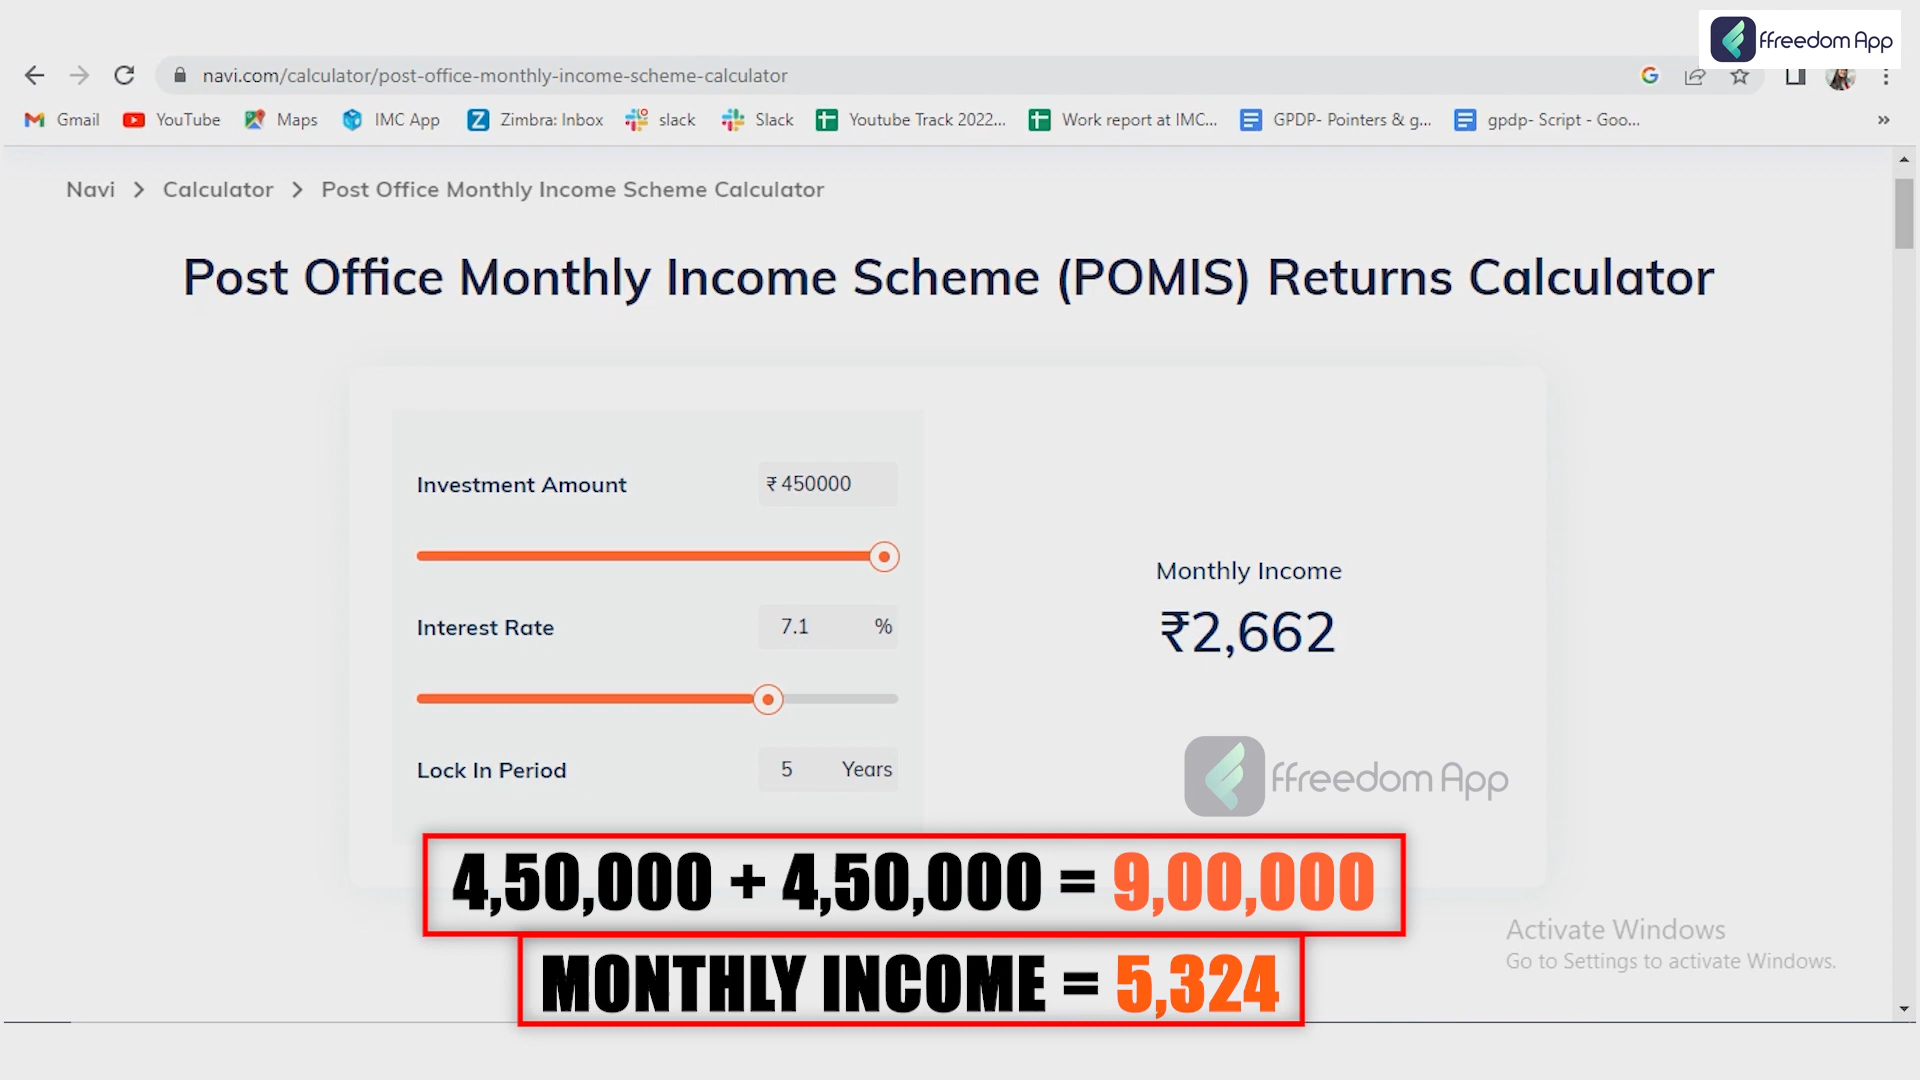 ffreedom App
navi.com/calculator/post-office-monthly-income-scheme-calculator
Gmail YouTube Maps IMC App Zimbra: Inbox slack Slack Youtube Track 2022... Work report at IMC... GPDP- Pointers & g... gpdp- Script - Goo... »
Navi > Calculator > Post Office Monthly Income Scheme Calculator
Post Office Monthly Income Scheme (POMIS) Returns Calculator
Investment Amount ₹ 450000
Interest Rate 7.1 %
Lock In Period 5 Years
Monthly Income
₹2,662
ffreedom App
4,50,000 + 4,50,000 = 9,00,000
MONTHLY INCOME = 5,324
Activate Windows
Go to Settings to activate Windows.